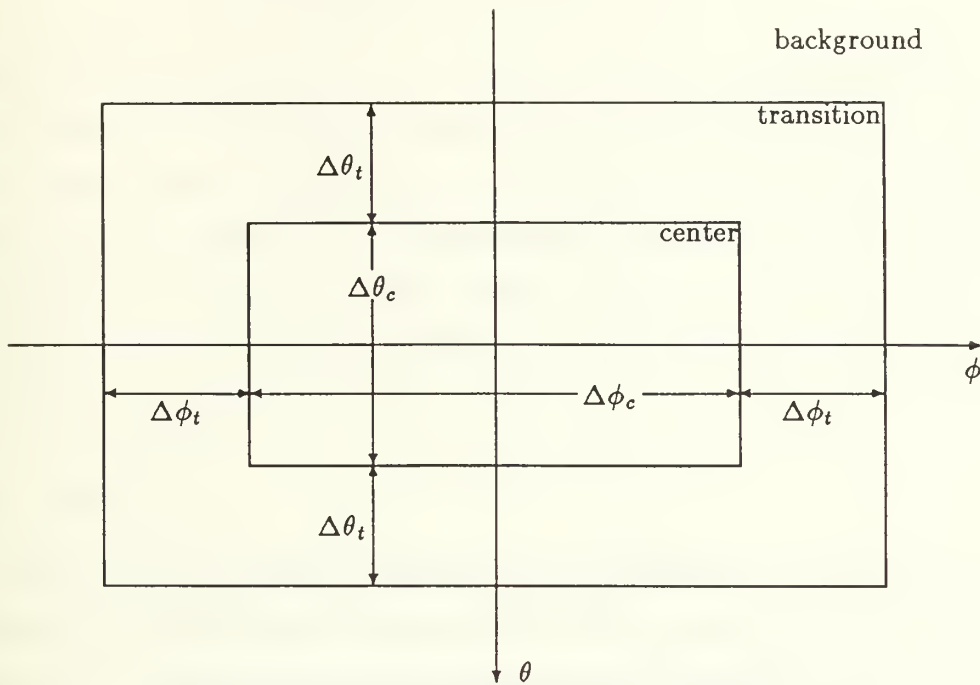 background
transition
Δθ_t
center
Δθ_c
ϕ
Δϕ_t
Δϕ_c
Δϕ_t
Δθ_t
θ